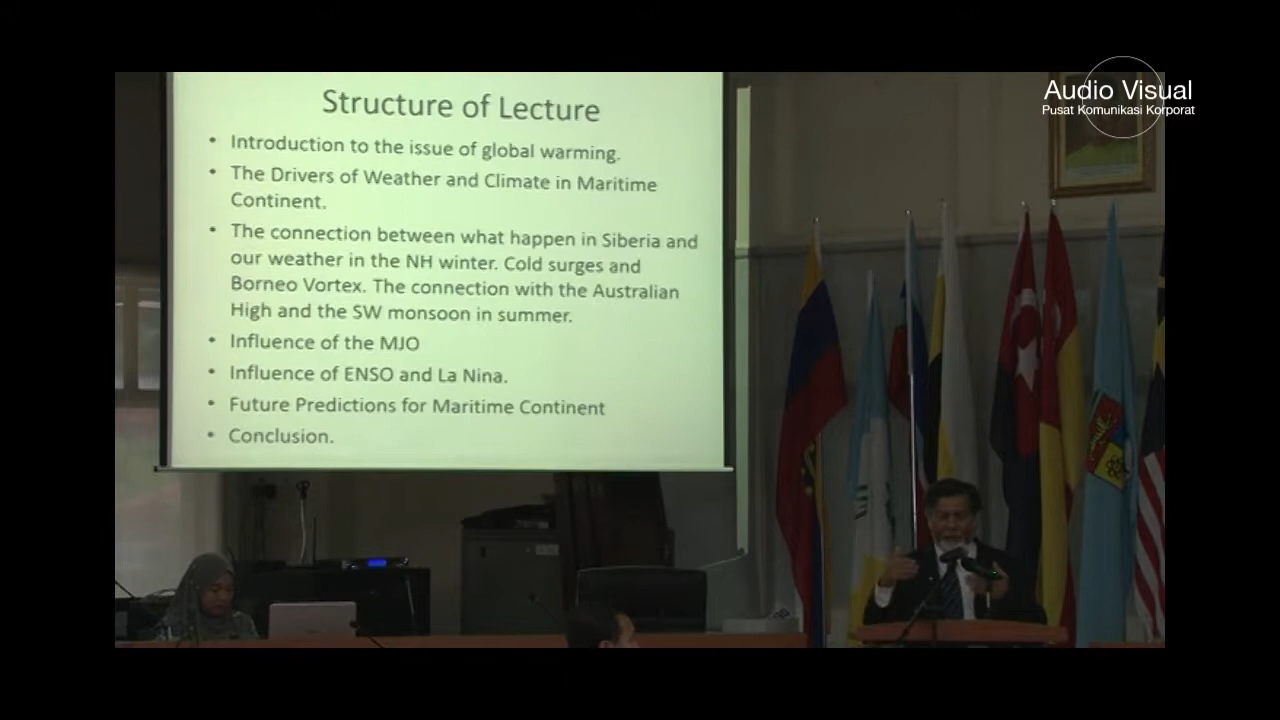 Structure of Lecture
• Introduction to the issue of global warming.
• The Drivers of Weather and Climate in Maritime
Continent.
• The connection between what happen in Siberia and
our weather in the NH winter. Cold surges and
Borneo Vortex. The connection with the Australian
High and the SW monsoon in summer.
• Influence of the MJO
• Influence of ENSO and La Nina.
• Future Predictions for Maritime Continent
• Conclusion.
Audio Visual
Pusat Komunikasi Korporat